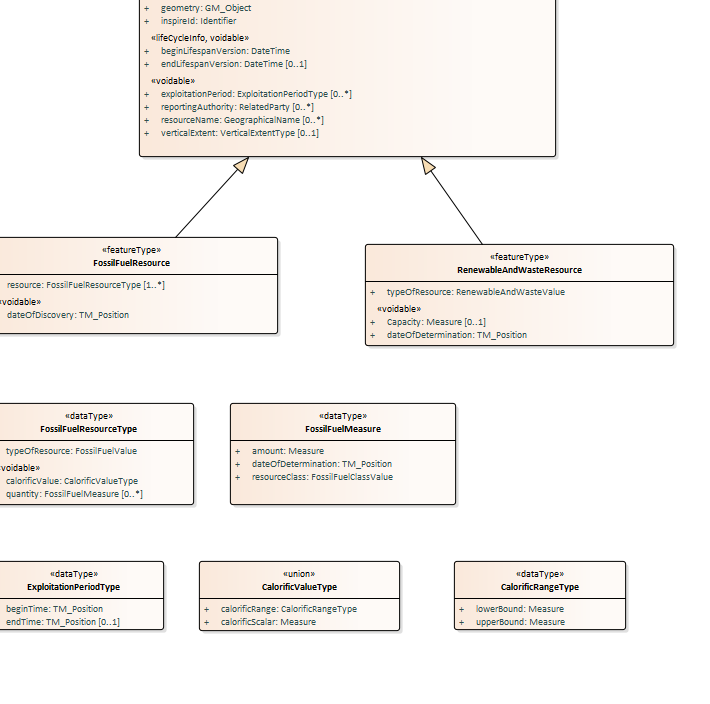 + geometry: GM_Object
+ inspireId: Identifier
«lifeCycleInfo, voidable»
+ beginLifespanVersion: DateTime
+ endLifespanVersion: DateTime [0..1]
«voidable»
+ exploitationPeriod: ExploitationPeriodType [0..*]
+ reportingAuthority: RelatedParty [0..*]
+ resourceName: GeographicalName [0..*]
+ verticalExtent: VerticalExtentType [0..1]
«featureType»
FossilFuelResource
resource: FossilFuelResourceType [1..*]
«voidable»
dateOfDiscovery: TM_Position
«featureType»
RenewableAndWasteResource
+ typeOfResource: RenewableAndWasteValue
«voidable»
+ Capacity: Measure [0..1]
+ dateOfDetermination: TM_Position
«dataType»
FossilFuelResourceType
typeOfResource: FossilFuelValue
voidable»
calorificValue: CalorificValueType
quantity: FossilFuelMeasure [0..*]
«dataType»
FossilFuelMeasure
+ amount: Measure
+ dateOfDetermination: TM_Position
+ resourceClass: FossilFuelClassValue
«dataType»
ExploitationPeriodType
beginTime: TM_Position
endTime: TM_Position [0..1]
«union»
CalorificValueType
+ calorificRange: CalorificRangeType
+ calorificScalar: Measure
«dataType»
CalorificRangeType
+ lowerBound: Measure
+ upperBound: Measure